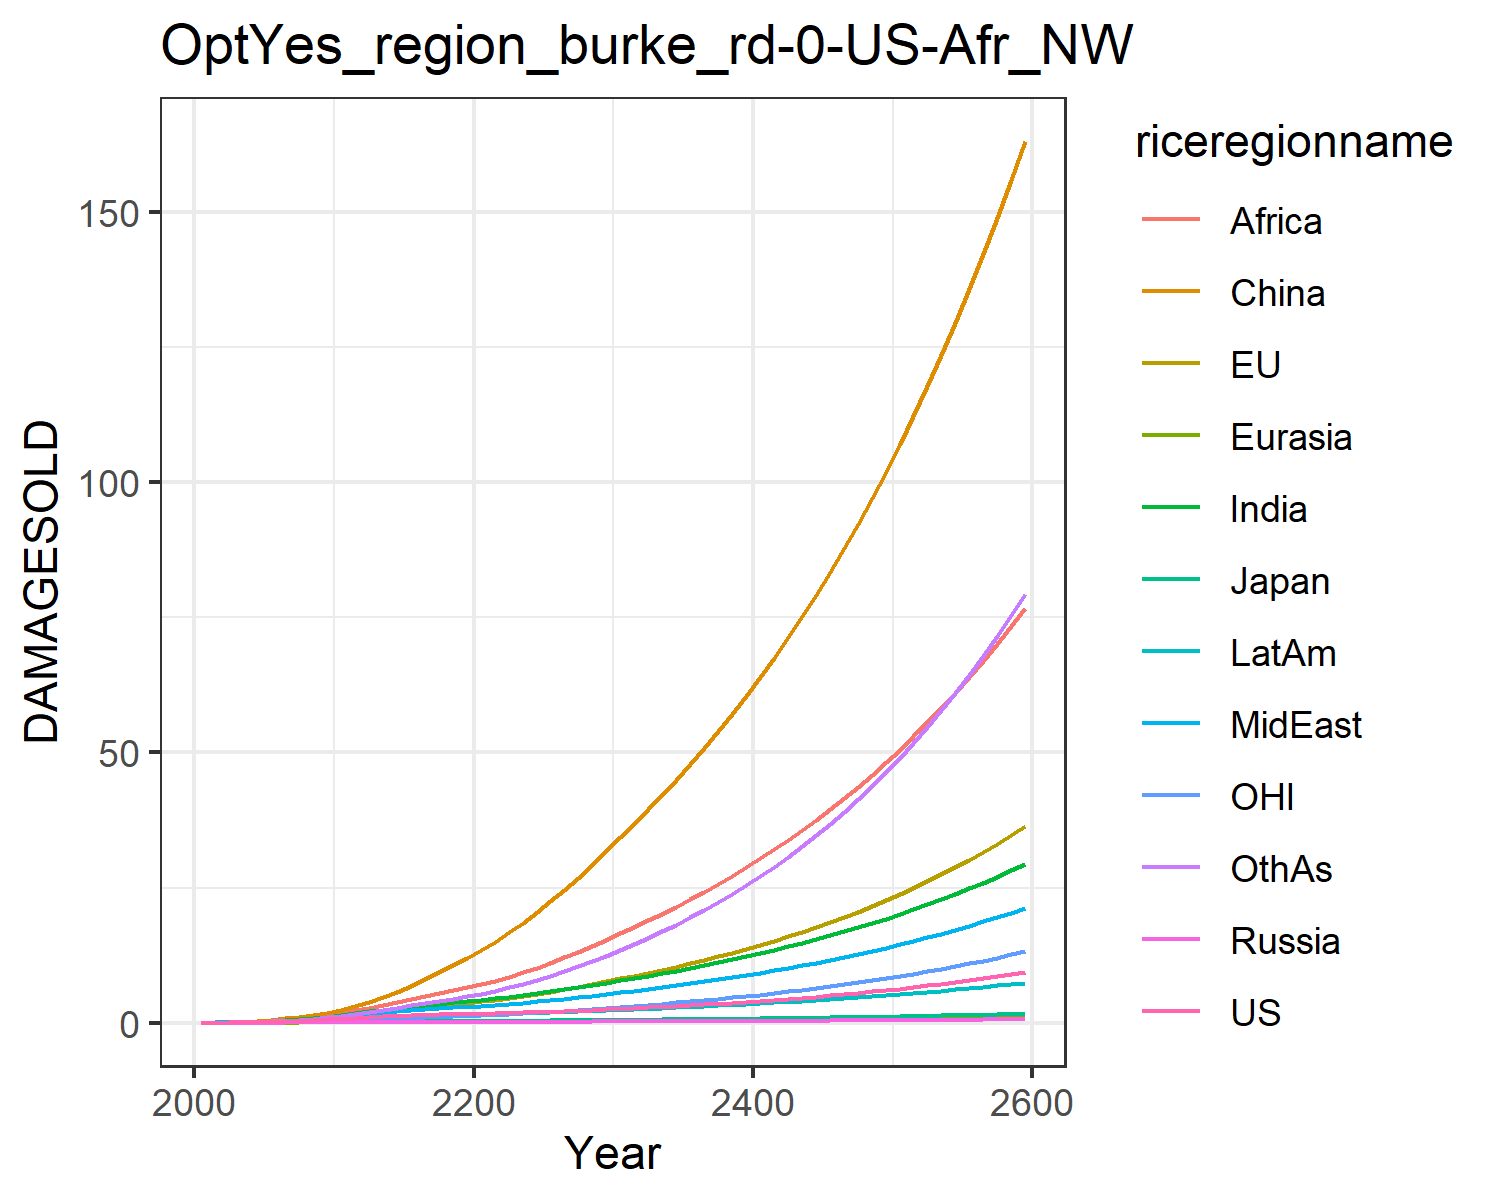 OptYes_region_burke_rd-0-US-Afr_NW
DAMAGESOLD
150
100
50
0
2000
2200
2400
2600
Year
riceregionname
Africa
China
EU
Eurasia
India
Japan
LatAm
MidEast
OHI
OthAs
Russia
US